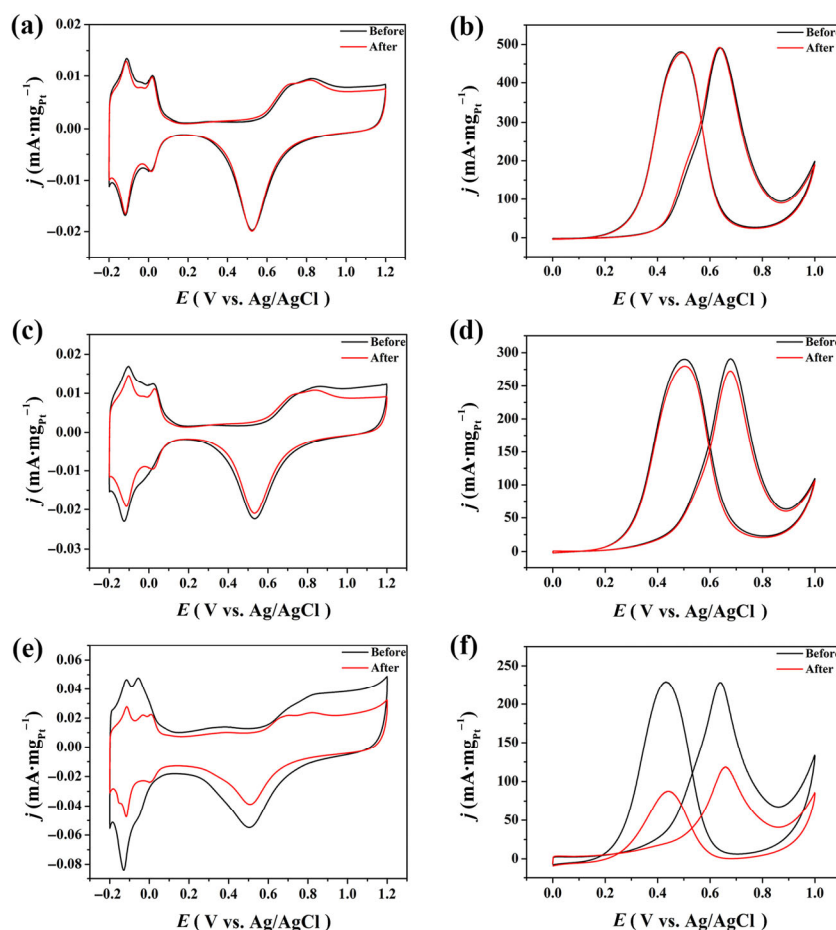 (a)
0.02
0.01
0.00
−0.01
−0.02
j (mA·mgPt⁻¹)
−0.2 0.0 0.2 0.4 0.6 0.8 1.0 1.2
E ( V vs. Ag/AgCl)
Before
After
(b)
500
400
300
200
100
0
j (mA·mgPt⁻¹)
0.0 0.2 0.4 0.6 0.8 1.0
E ( V vs. Ag/AgCl)
Before
After
(c)
0.02
0.01
0.00
−0.01
−0.02
−0.03
j (mA·mgPt⁻¹)
−0.2 0.0 0.2 0.4 0.6 0.8 1.0 1.2
E ( V vs. Ag/AgCl)
Before
After
(d)
300
250
200
150
100
50
0
j (mA·mgPt⁻¹)
0.0 0.2 0.4 0.6 0.8 1.0
E ( V vs. Ag/AgCl)
Before
After
(e)
0.06
0.04
0.02
0.00
−0.02
−0.04
−0.06
−0.08
j (mA·mgPt⁻¹)
−0.2 0.0 0.2 0.4 0.6 0.8 1.0 1.2
E ( V vs. Ag/AgCl)
Before
After
(f)
250
200
150
100
50
0
j (mA·mgPt⁻¹)
0.0 0.2 0.4 0.6 0.8 1.0
E ( V vs. Ag/AgCl)
Before
After